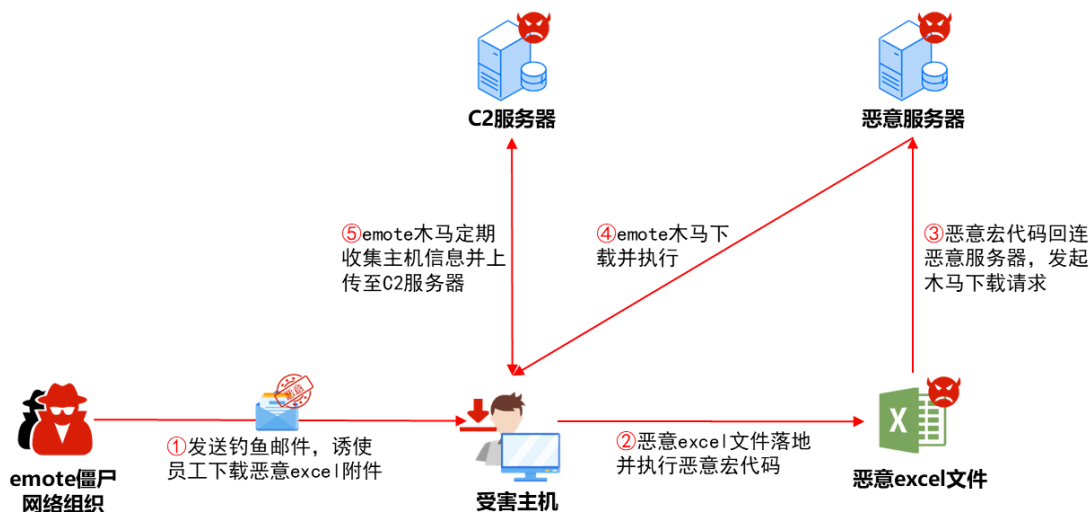 C2服务器
恶意服务器
⑤emote木马定期
收集主机信息并上
传至C2服务器
④emote木马下
载并执行
③恶意宏代码回连
恶意服务器，发起
木马下载请求
①发送钓鱼邮件，诱使
员工下载恶意excel附件
②恶意excel文件落地
并执行恶意宏代码
emote僵尸
网络组织
受害主机
恶意excel文件
X